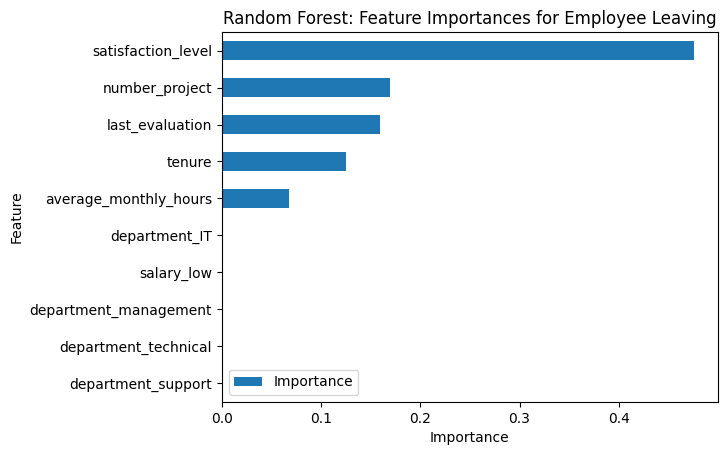 Random Forest: Feature Importances for Employee Leaving
satisfaction_level
number_project
last_evaluation
tenure
average_monthly_hours
department_IT
salary_low
department_management
department_technical
department_support
Feature
Importance
0.0 0.1 0.2 0.3 0.4
Importance